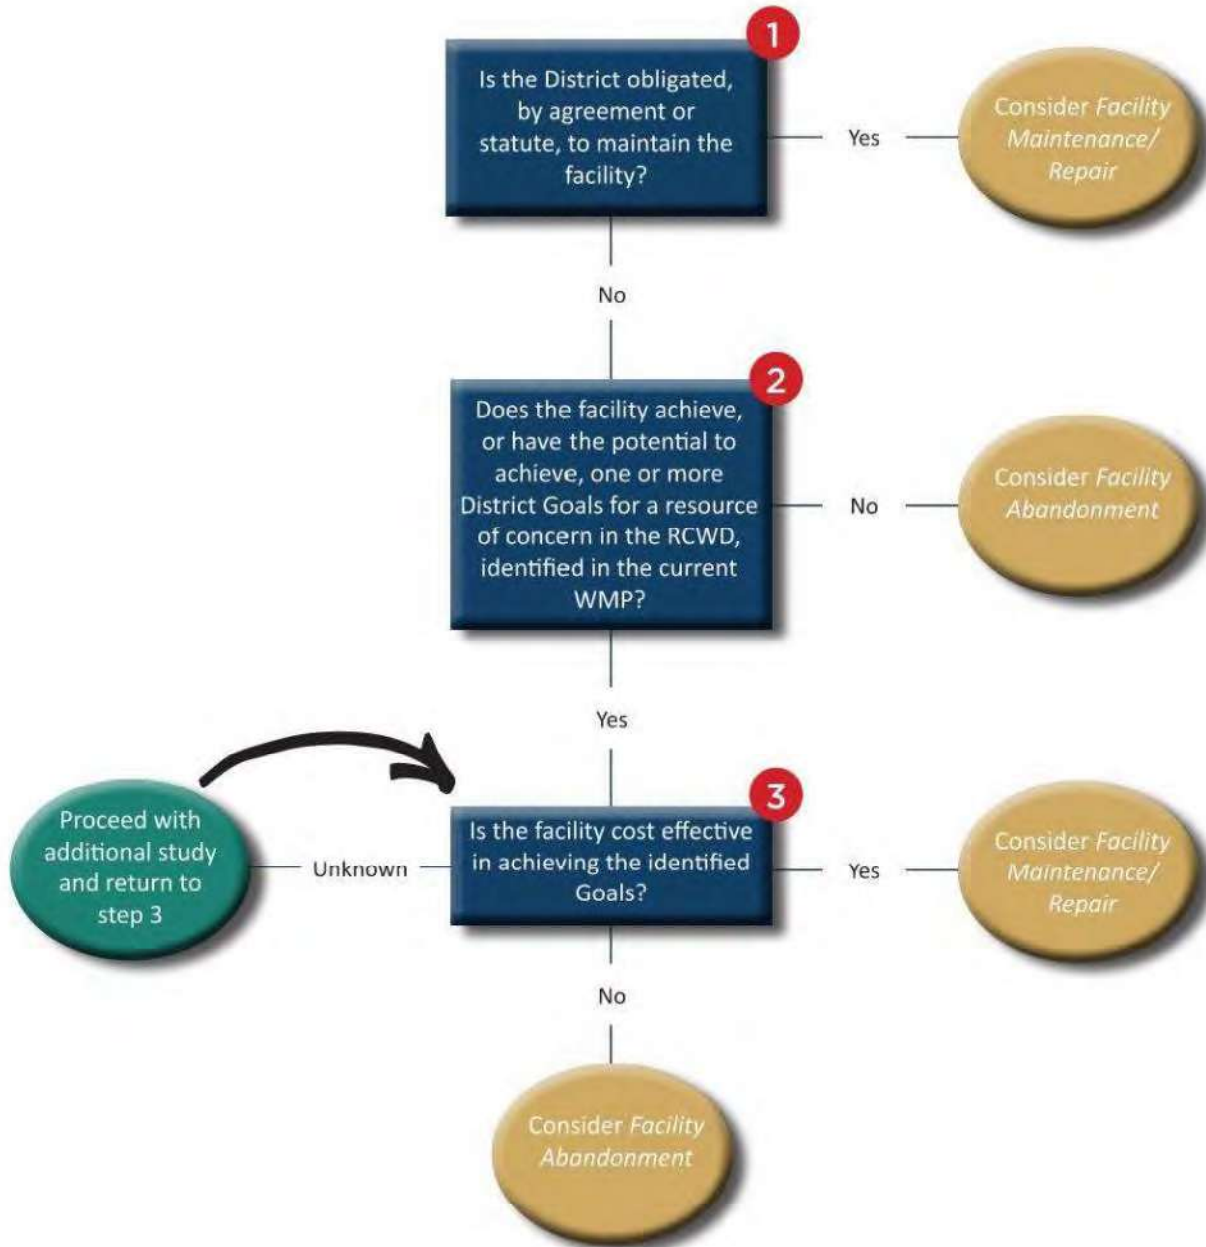 1
Is the District obligated,
by agreement or
statute, to maintain the
facility?
Yes
Consider Facility
Maintenance/
Repair
No
2
Does the facility achieve,
or have the potential to
achieve, one or more
District Goals for a resource
of concern in the RCWD,
identified in the current
WMP?
No
Consider Facility
Abandonment
Yes
3
Is the facility cost effective
in achieving the identified
Goals?
Unknown
Proceed with
additional study
and return to
step 3
Yes
Consider Facility
Maintenance/
Repair
No
Consider Facility
Abandonment